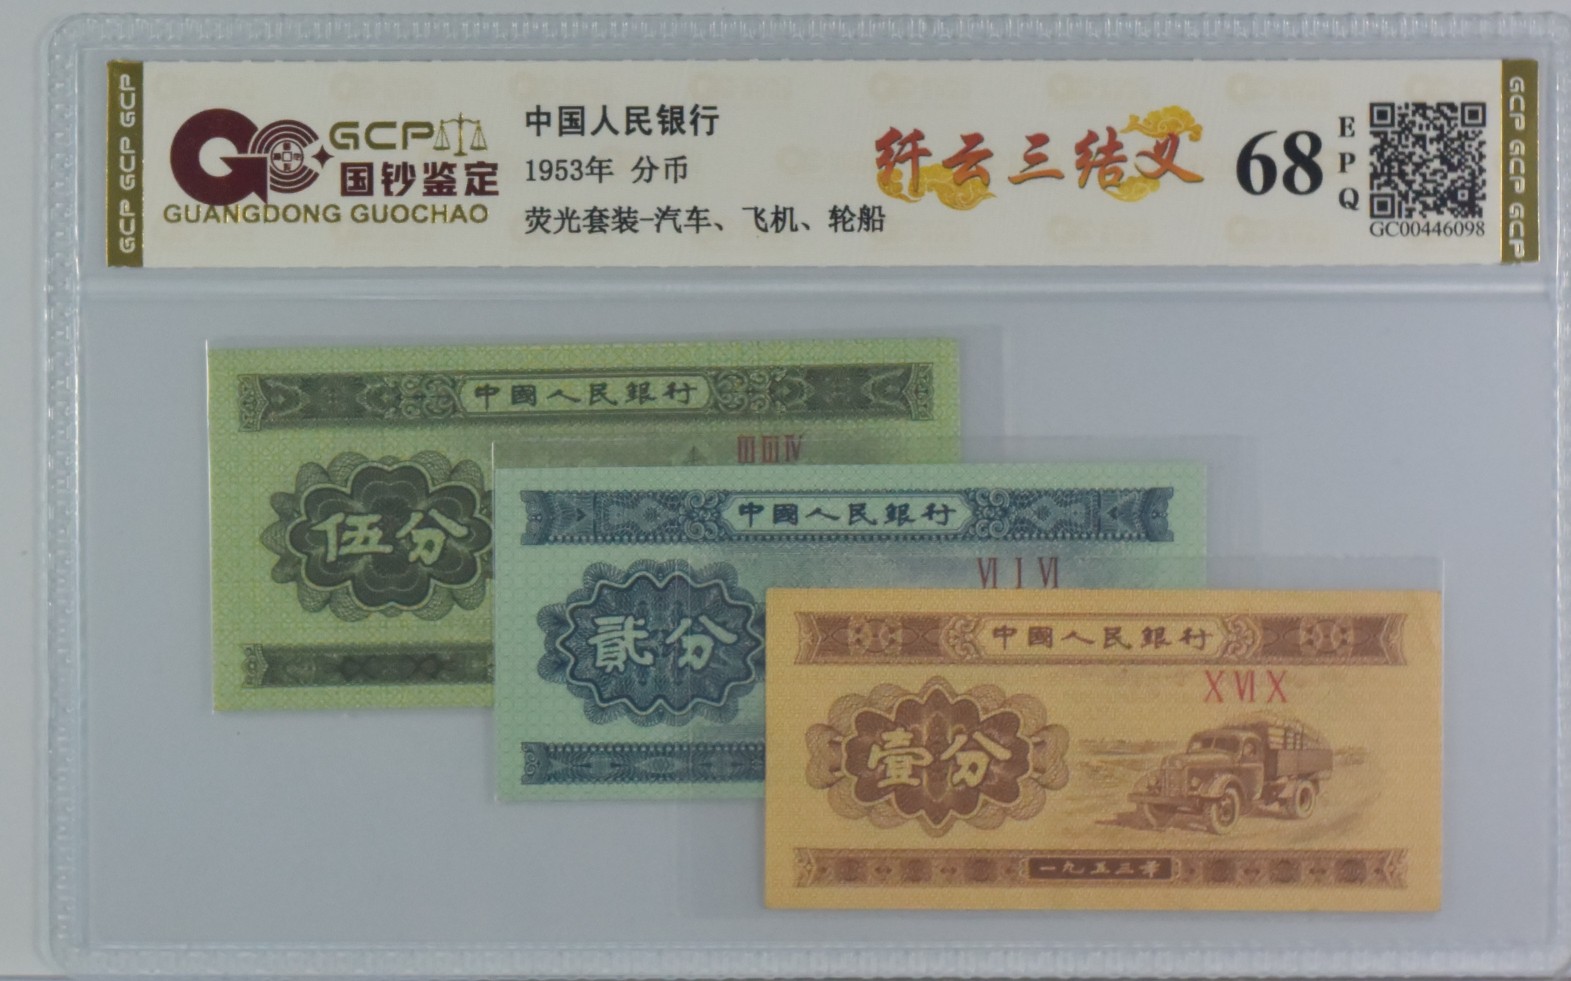 GCP GCP GCP
GCP
国钞鉴定
GUANGDONG GUOCHAO
中国人民银行
1953年 分币
荧光套装-汽车、飞机、轮船
纤云三结义
68
EPQ
GC00446098
GCP GCP GCP
中國人民銀行
ⅢⅢⅣ
伍分
中國人民銀行
Ⅵ Ⅰ Ⅵ
貳分
中國人民銀行
Ⅹ Ⅵ Ⅹ
壹分
一九五三年